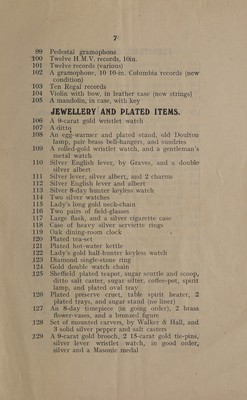 7
99 Pedestal gramophone
100 Twelve H.M.V. records, 10in.
101 Twelve records (various)
102 A gramophone, 10 10-in. Columbia records (new
condition)
103 Ten Regal records
104 Violin with bow, in leather case (new strings)
105 A mandolin, in case, with key
JEWELLERY AND PLATED ITEMS.
106 A 9-carat gold wristlet watch
107 A ditto
108 An egg-warmer and plated stand, old Doulton
lamp, pair brass bell-hangers, and sundries
109 A rolled-gold wristlet watch, and a gentleman's
metal watch
110 Silver English lever, by Graves, and a double
silver albert
111 Silver lever, silver albert, and 2 charms
112 Silver English lever and albert
113 Silver 8-day hunter keyless watch
114 Two silver watches
115 Lady's long gold neck-chain
116 Two pairs of field-glasses
117 Large flask, and a silver cigarette case
118 Case of heavy silver serviette rings
119 Oak dining-room clock
120 Plated tea-set
121 Plated hot-water kettle
122 Lady's gold half-hunter keyless watch
123 Diamond single-stone ring
124 Gold double watch chain
125 Sheffield plated teapot, sugar scuttle and scoop,
ditto salt caster, sugar sifter, coffee-pot, spirit
lamp, and plated oval tray
126 Plated preserve cruet, table spirit heater, 2
plated trays, and sugar stand (no liner)
127 An 8-day timepiece (in going order), 2 brass
flower-vases, and a bronzed figure
128 Set of mounted carvers, by Walker & Hall, and
3 solid silver pepper and salt casters
229 A 9-carat gold brooch, 2 15-carat gold tie-pins,
silver lever wristlet watch, in good order,
silver and a Masonic medal